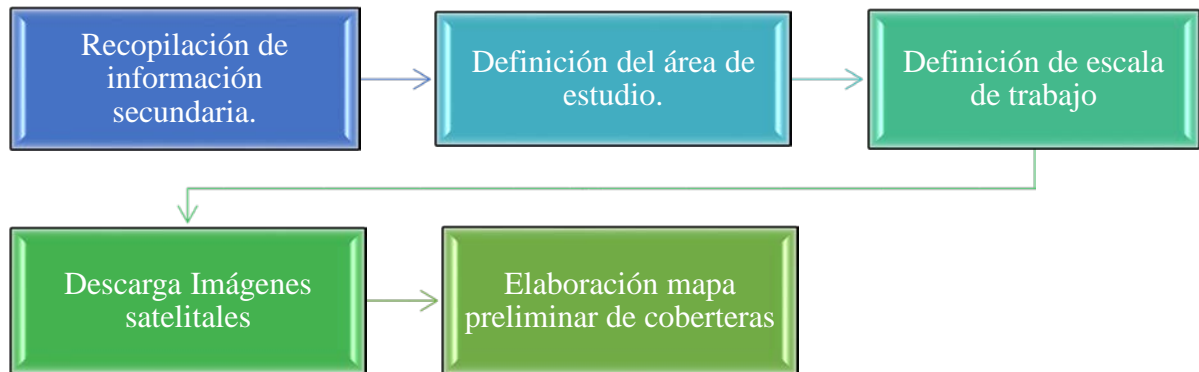 Recopilación de
información
secundaria.
Definición del área de
estudio.
Definición de escala
de trabajo
Descarga Imágenes
satelitales
Elaboración mapa
preliminar de coberteras